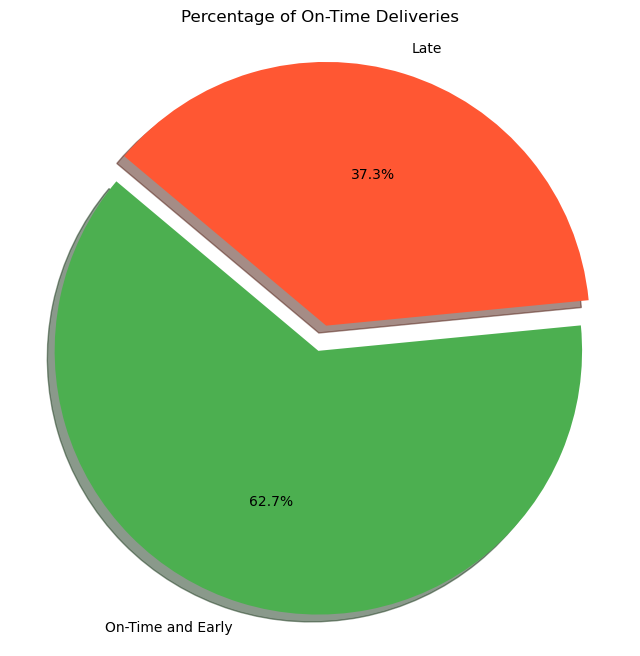 Percentage of On-Time Deliveries
Late
37.3%
62.7%
On-Time and Early